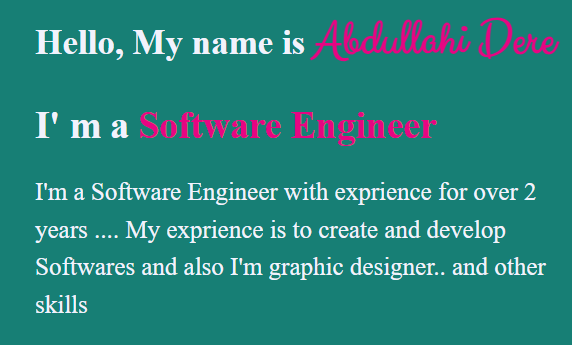 Hello, My name is Abdullahi Dere
I' m a Software Engineer
I'm a Software Engineer with exprience for over 2
years .... My exprience is to create and develop
Softwares and also I'm graphic designer.. and other
skills